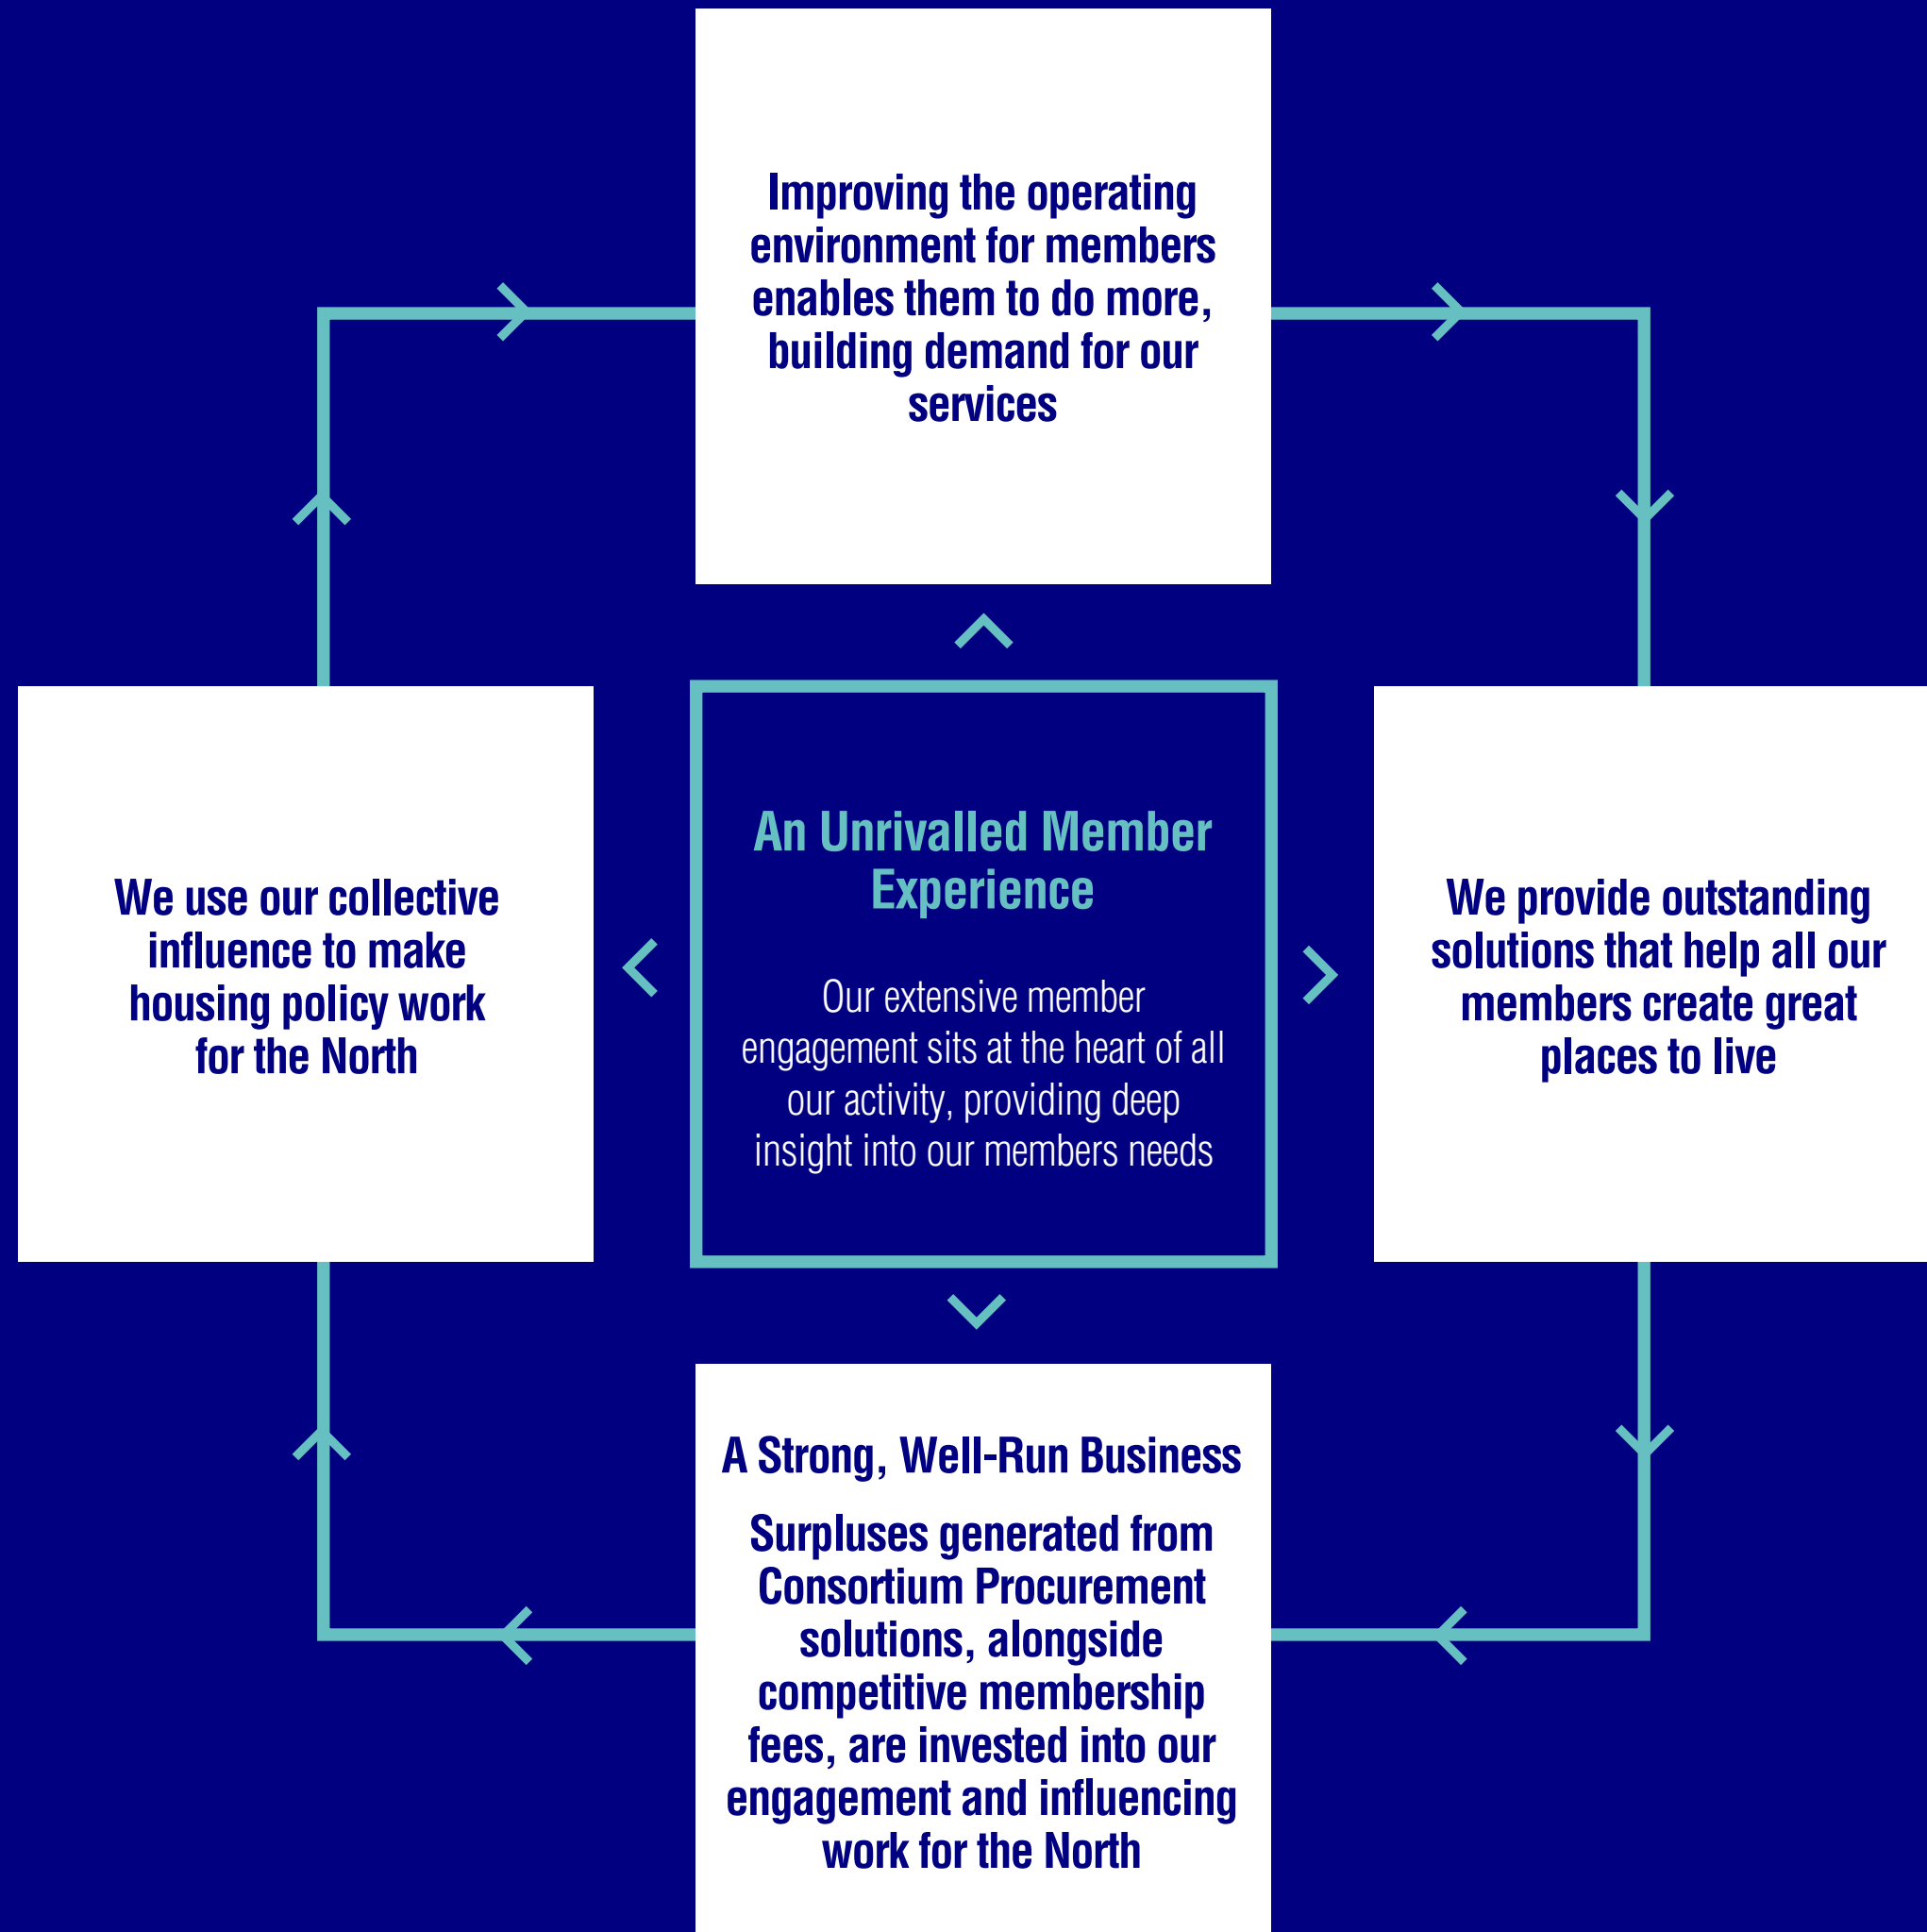 Improving the operating
environment for members
enables them to do more,
building demand for our
services
We use our collective
influence to make
housing policy work
for the North
An Unrivalled Member
Experience
Our extensive member
engagement sits at the heart of all
our activity, providing deep
insight into our members needs
We provide outstanding
solutions that help all our
members create great
places to live
A Strong, Well-Run Business
Surpluses generated from
Consortium Procurement
solutions, alongside
competitive membership
fees, are invested into our
engagement and influencing
work for the North